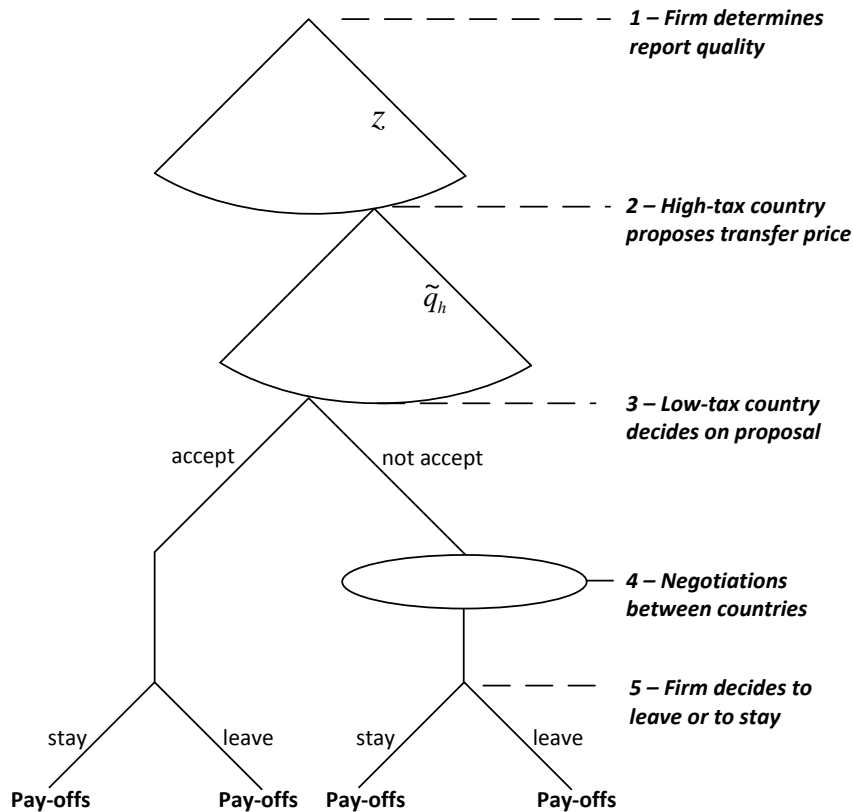 1 – Firm determines
report quality
z
2 – High-tax country
proposes transfer price
q̃ₕ
3 – Low-tax country
decides on proposal
accept
not accept
4 – Negotiations
between countries
5 – Firm decides to
leave or to stay
stay
leave
stay
leave
Pay-offs
Pay-offs
Pay-offs
Pay-offs